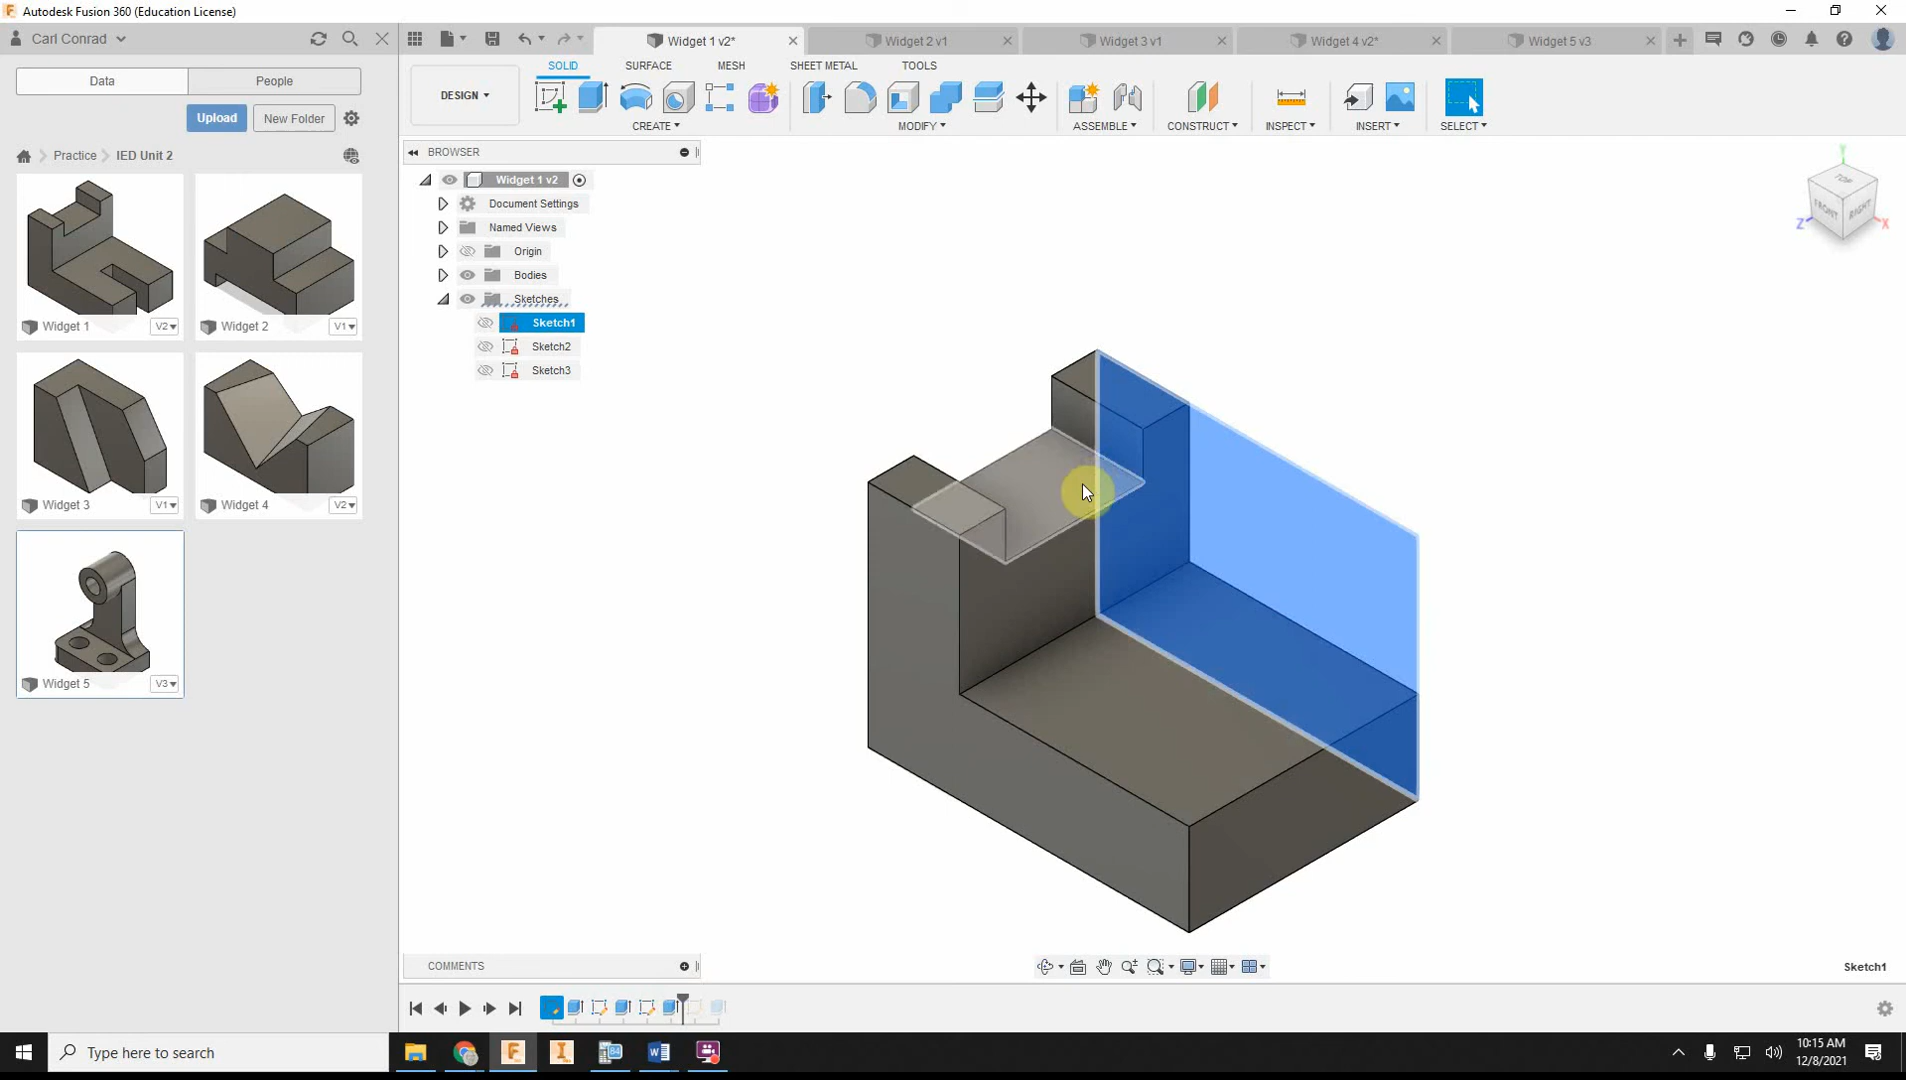 Autodesk Fusion 360 (Education License)
Carl Conrad
Widget 1 v2*
Widget 2 v1
Widget 3 v1
Widget 4 v2*
Widget 5 v3
SOLID
SURFACE
MESH
SHEET METAL
TOOLS
Data
People
DESIGN
Upload
New Folder
CREATE
MODIFY
ASSEMBLE
CONSTRUCT
INSPECT
INSERT
SELECT
Practice
IED Unit 2
BROWSER
Widget 1 v2
Document Settings
Named Views
Origin
Bodies
Sketches
Sketch1
Sketch2
Sketch3
Widget 1
V2
Widget 2
V1
Widget 3
V1
Widget 4
V2
Widget 5
V3
TOP
FRONT
RIGHT
Y
Z
X
COMMENTS
Sketch1
Type here to search
10:15 AM
12/8/2021